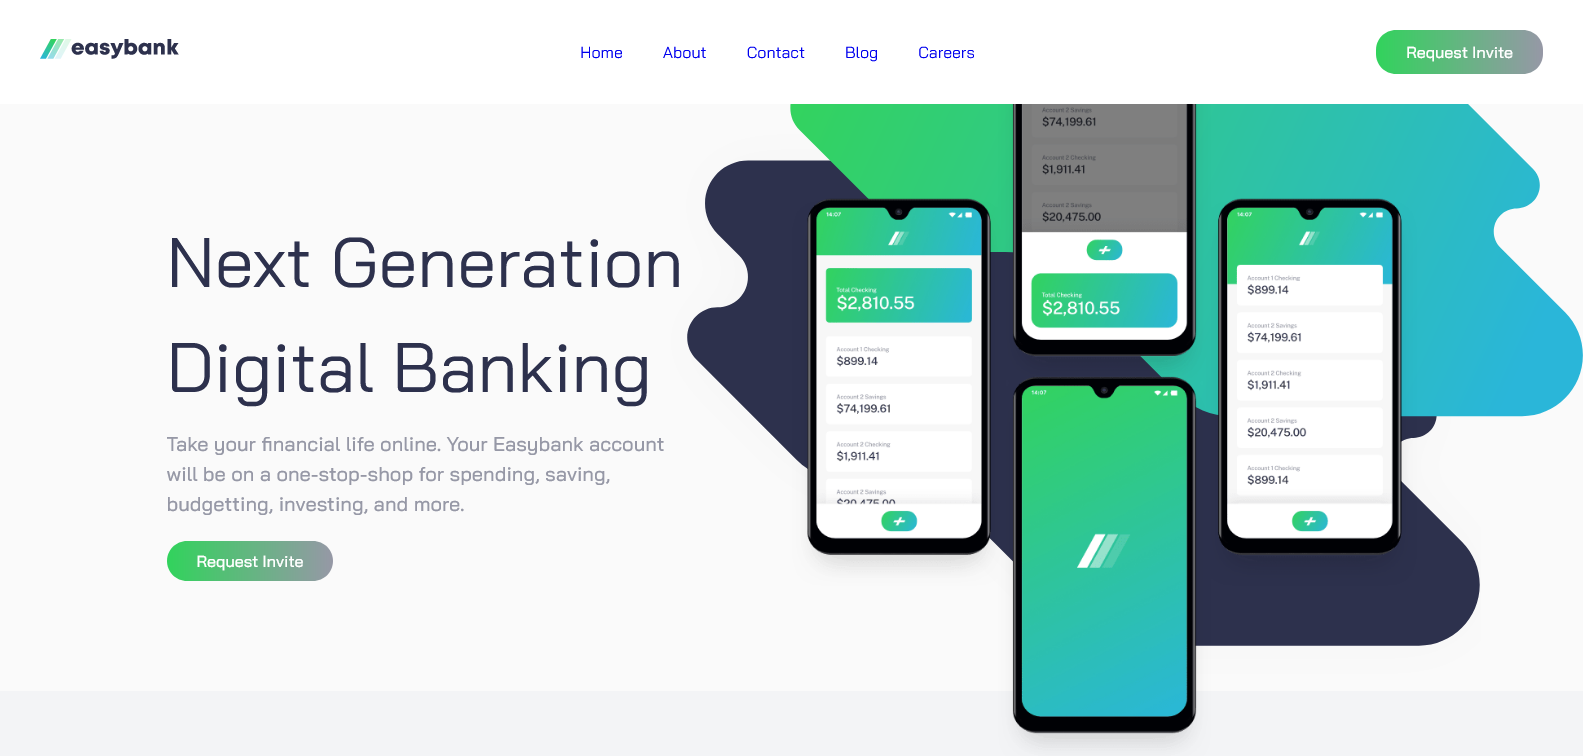 easybank
Home About Contact Blog Careers
Request Invite
Next Generation
Digital Banking
Take your financial life online. Your Easybank account
will be on a one-stop-shop for spending, saving,
budgetting, investing, and more.
Request Invite
14:07
Total Checking
$2,810.55
Account 1 Checking
$899.14
Account 2 Savings
$74,199.61
Account 2 Checking
$1,911.41
Account 2 Savings
$20,475.00
Account 2 Savings
$74,199.61
Account 2 Checking
$1,911.41
Account 2 Savings
$20,475.00
Total Checking
$2,810.55
14:07
14:07
Account 1 Checking
$899.14
Account 2 Savings
$74,199.61
Account 2 Checking
$1,911.41
Account 2 Savings
$20,475.00
Account 1 Checking
$899.14